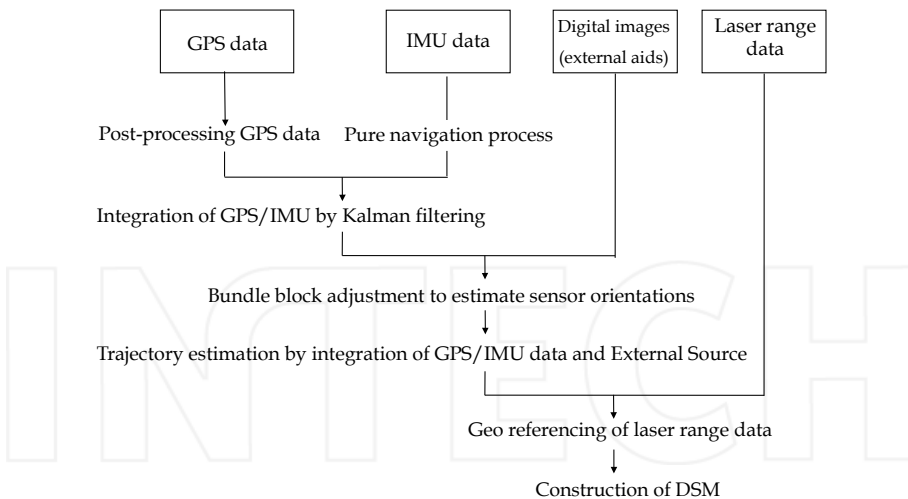 GPS data
IMU data
Digital images
(external aids)
Laser range
data
Post-processing GPS data
Pure navigation process
Integration of GPS/IMU by Kalman filtering
Bundle block adjustment to estimate sensor orientations
Trajectory estimation by integration of GPS/IMU data and External Source
Geo referencing of laser range data
Construction of DSM
INTECH